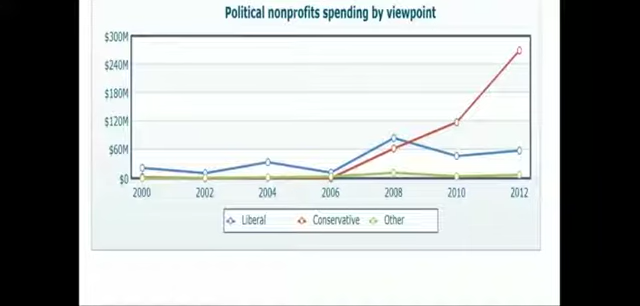 Political nonprofits spending by viewpoint
$300M
$240M
$180M
$120M
$60M
$0
2000 2002 2004 2006 2008 2010 2012
Liberal Conservative Other